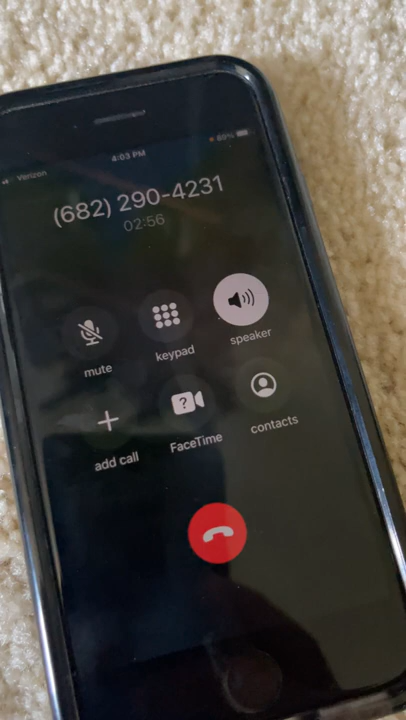 4:03 PM
Verizon
(682) 290-4231
02:56
mute
keypad
speaker
?
add call
FaceTime
contacts